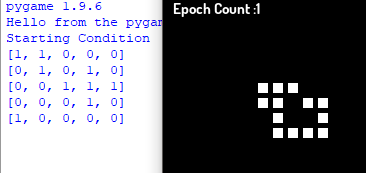 pygame 1.9.6
Hello from the pygam
Starting Condition
[1, 1, 0, 0, 0]
[0, 1, 0, 1, 0]
[0, 0, 1, 1, 1]
[0, 0, 0, 1, 0]
[1, 0, 0, 0, 0]
Epoch Count :1